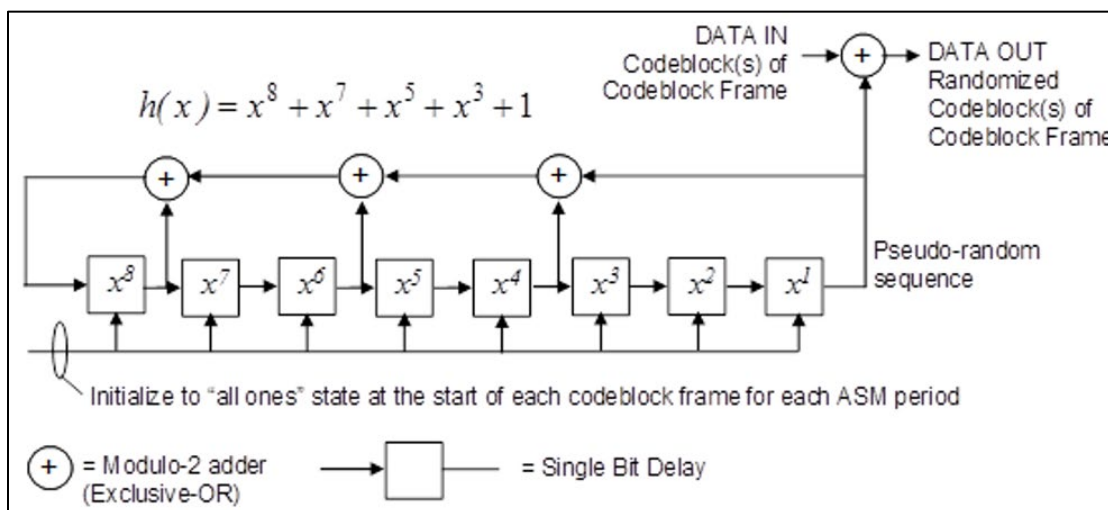 DATA IN
Codeblock(s) of
Codeblock Frame
+
DATA OUT
Randomized
Codeblock(s) of
Codeblock Frame
h(x) = x⁸ + x⁷ + x⁵ + x³ + 1
+ + +
x⁸ x⁷ x⁶ x⁵ x⁴ x³ x² x¹
Pseudo-random
sequence
Initialize to “all ones” state at the start of each codeblock frame for each ASM period
+ = Modulo-2 adder
(Exclusive-OR)
= Single Bit Delay